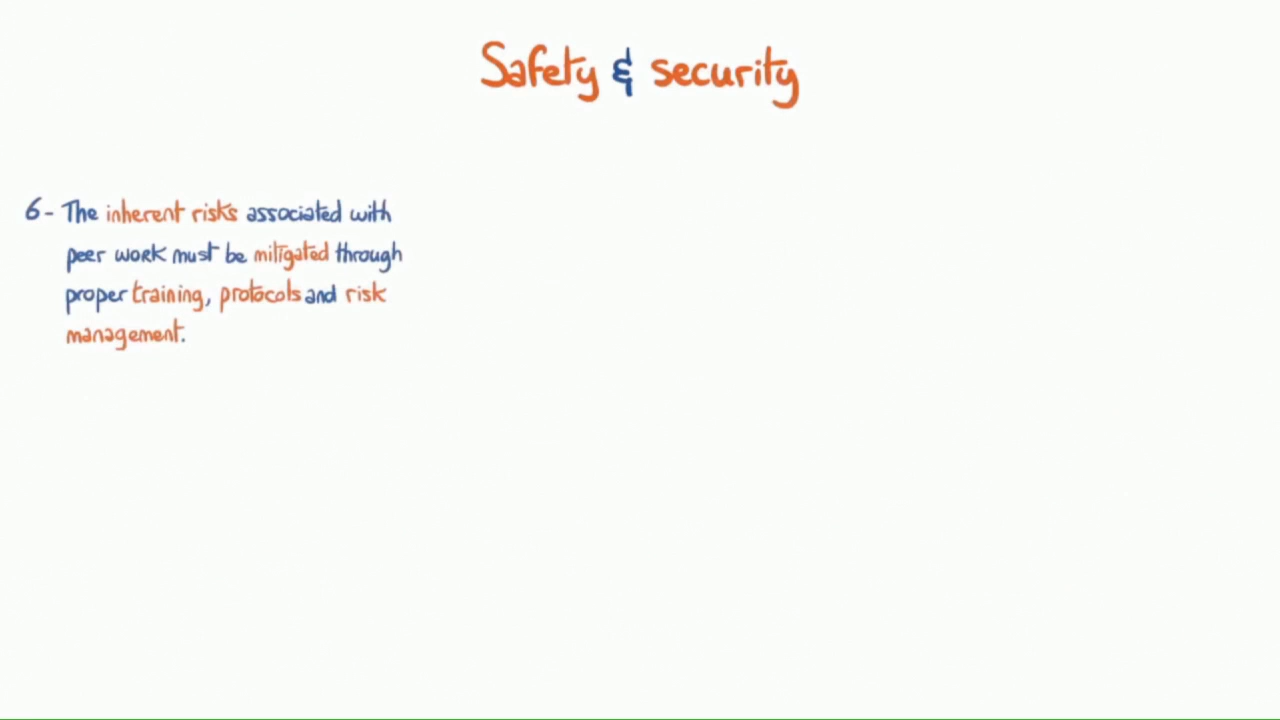 Safety & security
6- The inherent risks associated with
peer work must be mitigated through
proper training, protocols and risk
management.